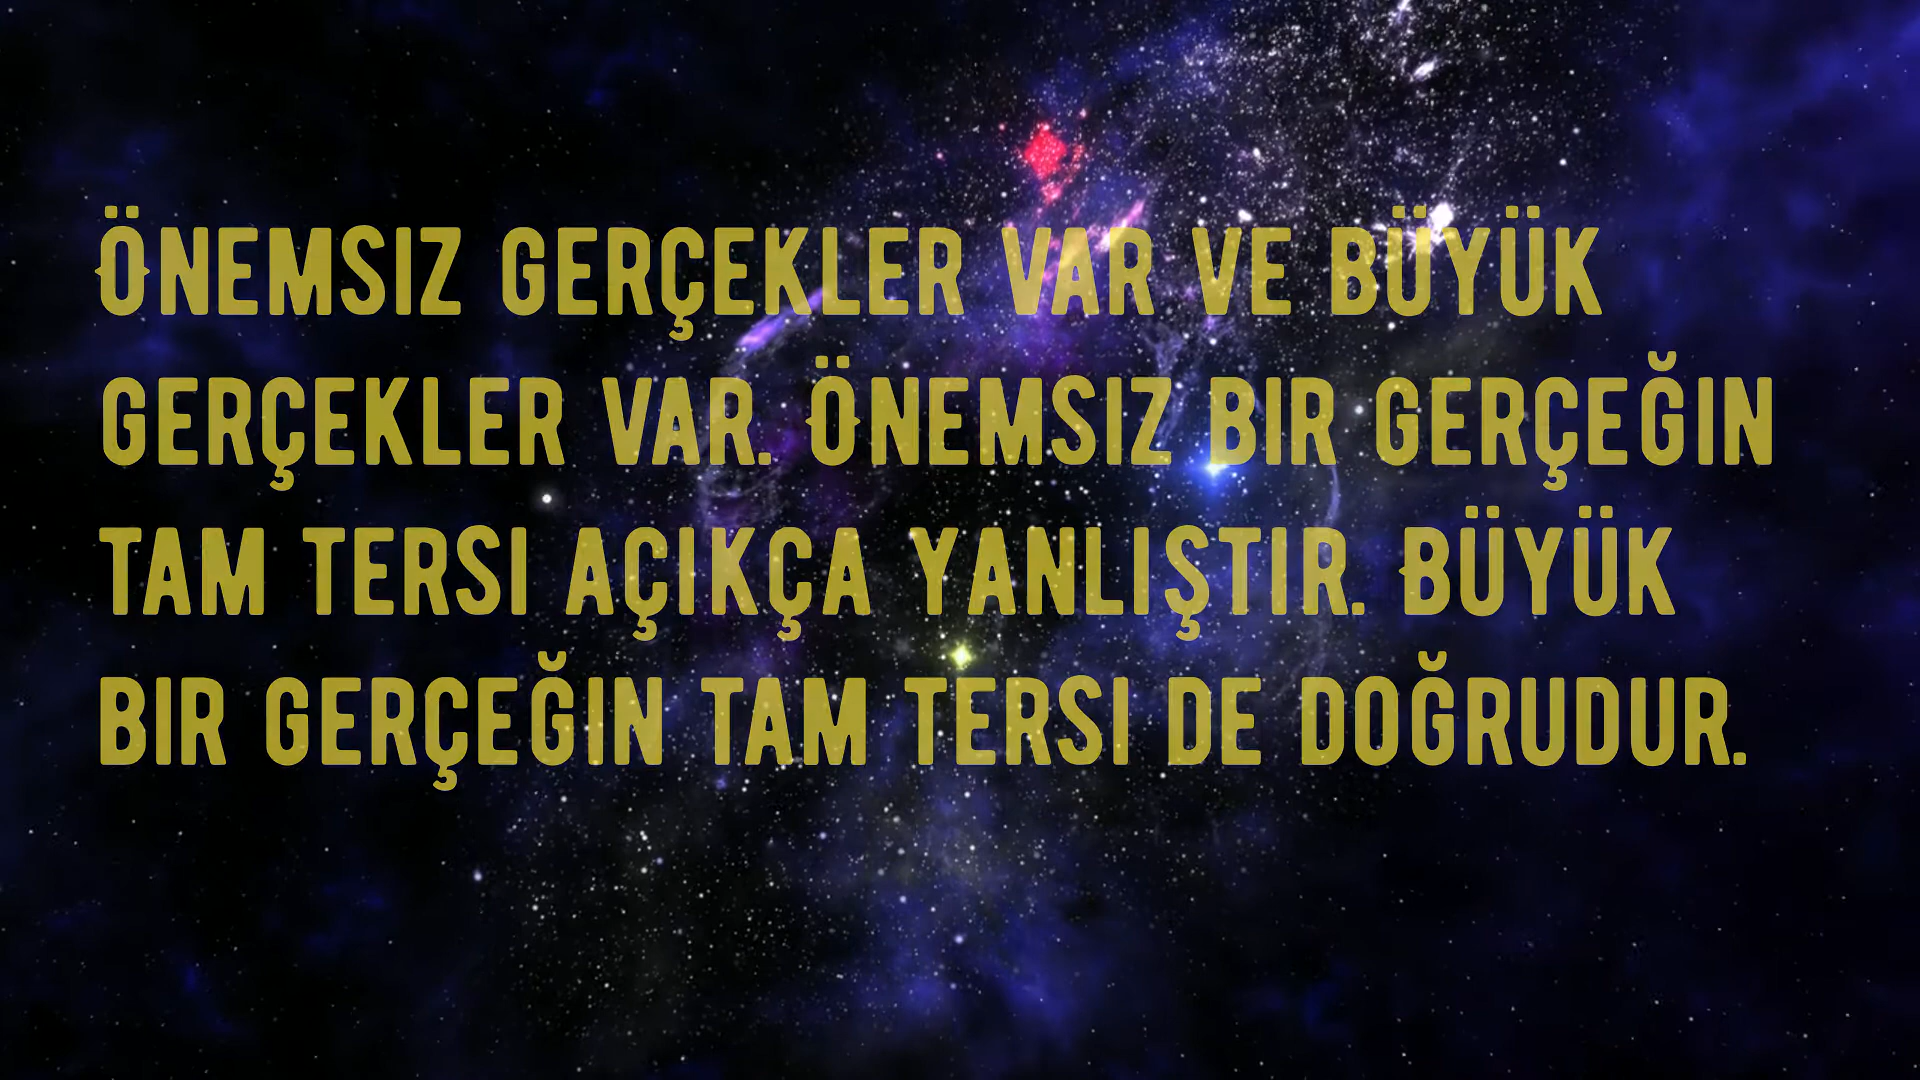 ÖNEMSIZ GERÇEKLER VAR VE BÜYÜK
GERÇEKLER VAR. ÖNEMSIZ BIR GERÇEĞIN
TAM TERSI AÇIKÇA YANLIŞTIR. BÜYÜK
BIR GERÇEĞIN TAM TERSI DE DOĞRUDUR.